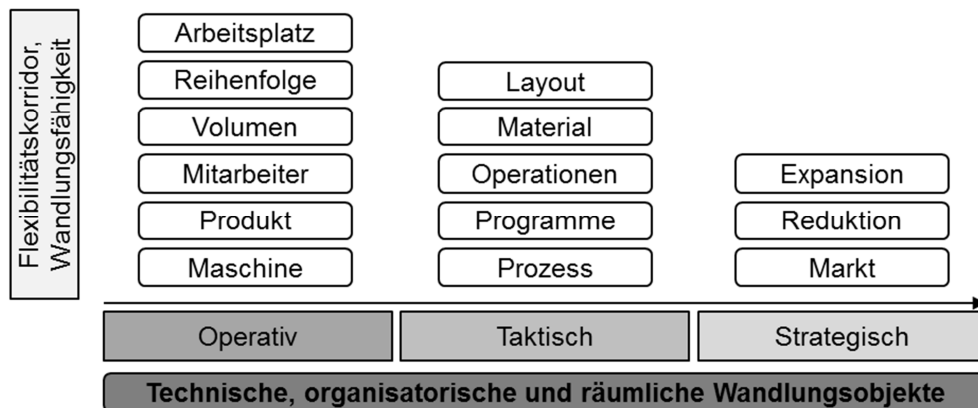 Flexibilitätskorridor,
Wandlungsfähigkeit
Arbeitsplatz
Reihenfolge
Volumen
Mitarbeiter
Produkt
Maschine
Layout
Material
Operationen
Programme
Prozess
Expansion
Reduktion
Markt
Operativ
Taktisch
Strategisch
Technische, organisatorische und räumliche Wandlungsobjekte